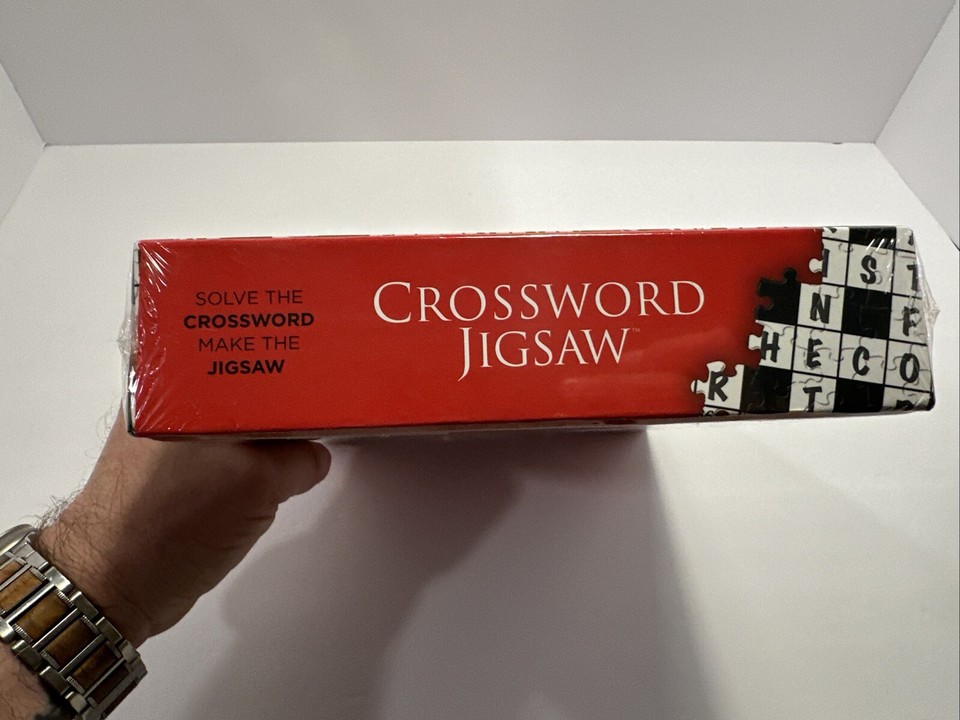 SOLVE THE
CROSSWORD
MAKE THE
JIGSAW
CROSSWORD
JIGSAW™
I S T
N F
H E C O
R T